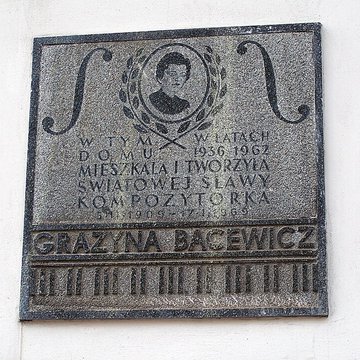 W TYM W LATACH
DOMU 1936-1962
MIESZKAŁA I TWORZYŁA
ŚWIATOWEJ SŁAWY
KOMPOZYTORKA
5.II.1909-17.I.1969
GRAŻYNA BACEWICZ